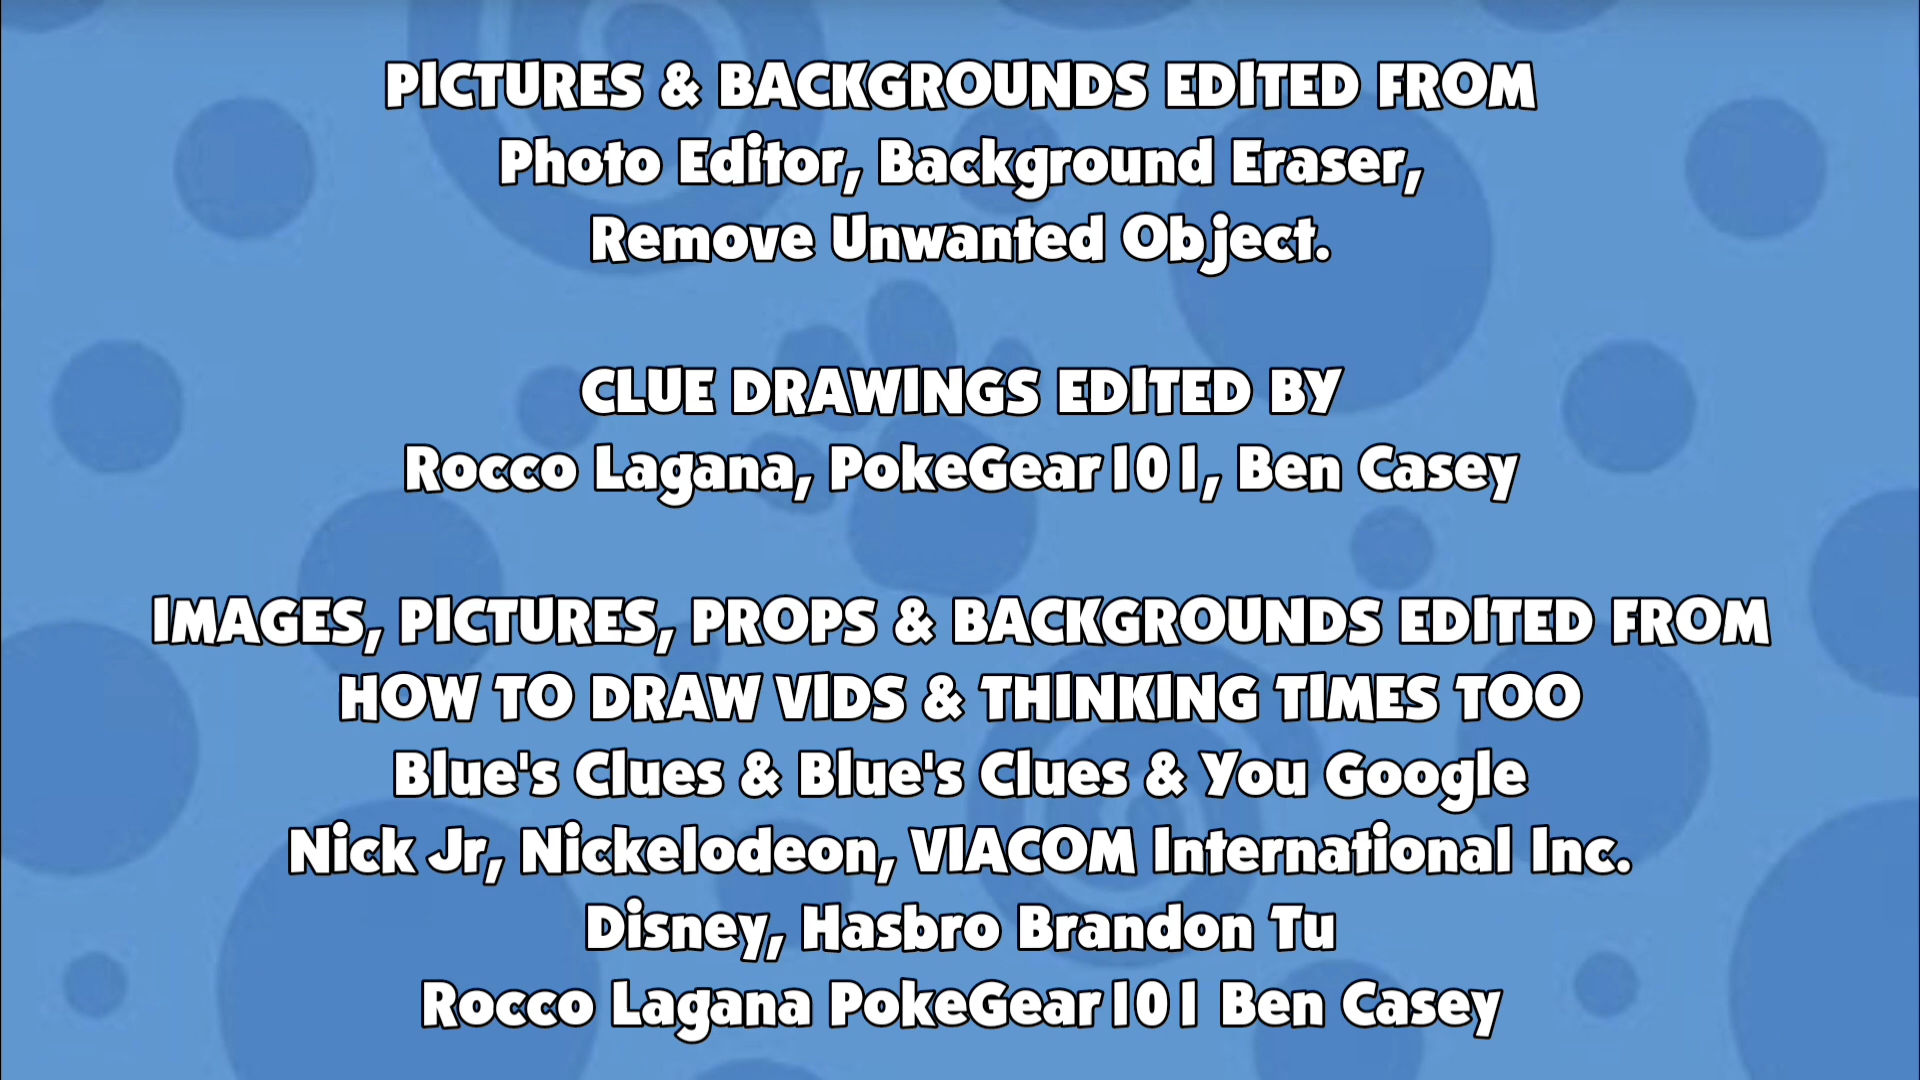 PICTURES & BACKGROUNDS EDITED FROM
Photo Editor, Background Eraser,
Remove Unwanted Object.
CLUE DRAWINGS EDITED BY
Rocco Lagana, PokeGear101, Ben Casey
IMAGES, PICTURES, PROPS & BACKGROUNDS EDITED FROM
HOW TO DRAW VIDS & THINKING TIMES TOO
Blue's Clues & Blue's Clues & You Google
Nick Jr, Nickelodeon, VIACOM International Inc.
Disney, Hasbro Brandon Tu
Rocco Lagana PokeGear101 Ben Casey